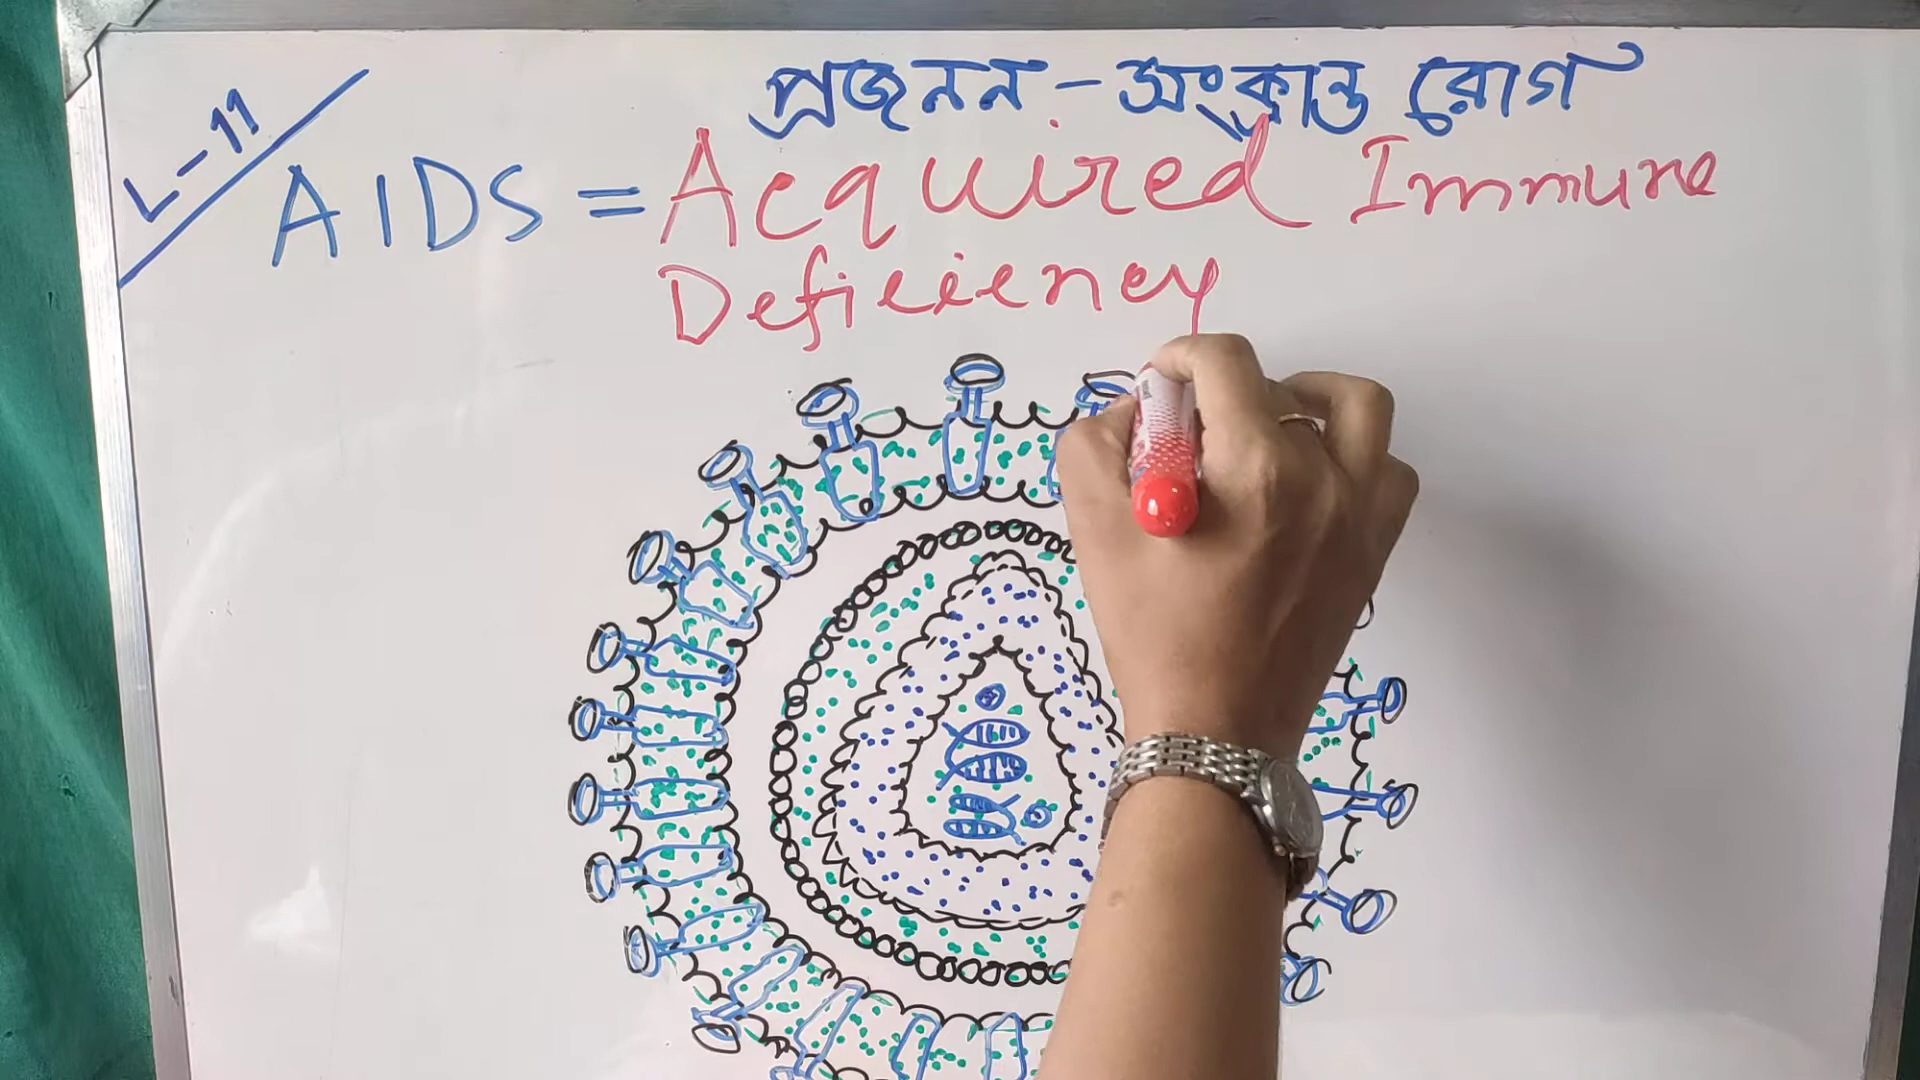 প্রজনন - সংক্রান্ত রোগ
L-11
AIDS = Acquired Immune
Deficiency